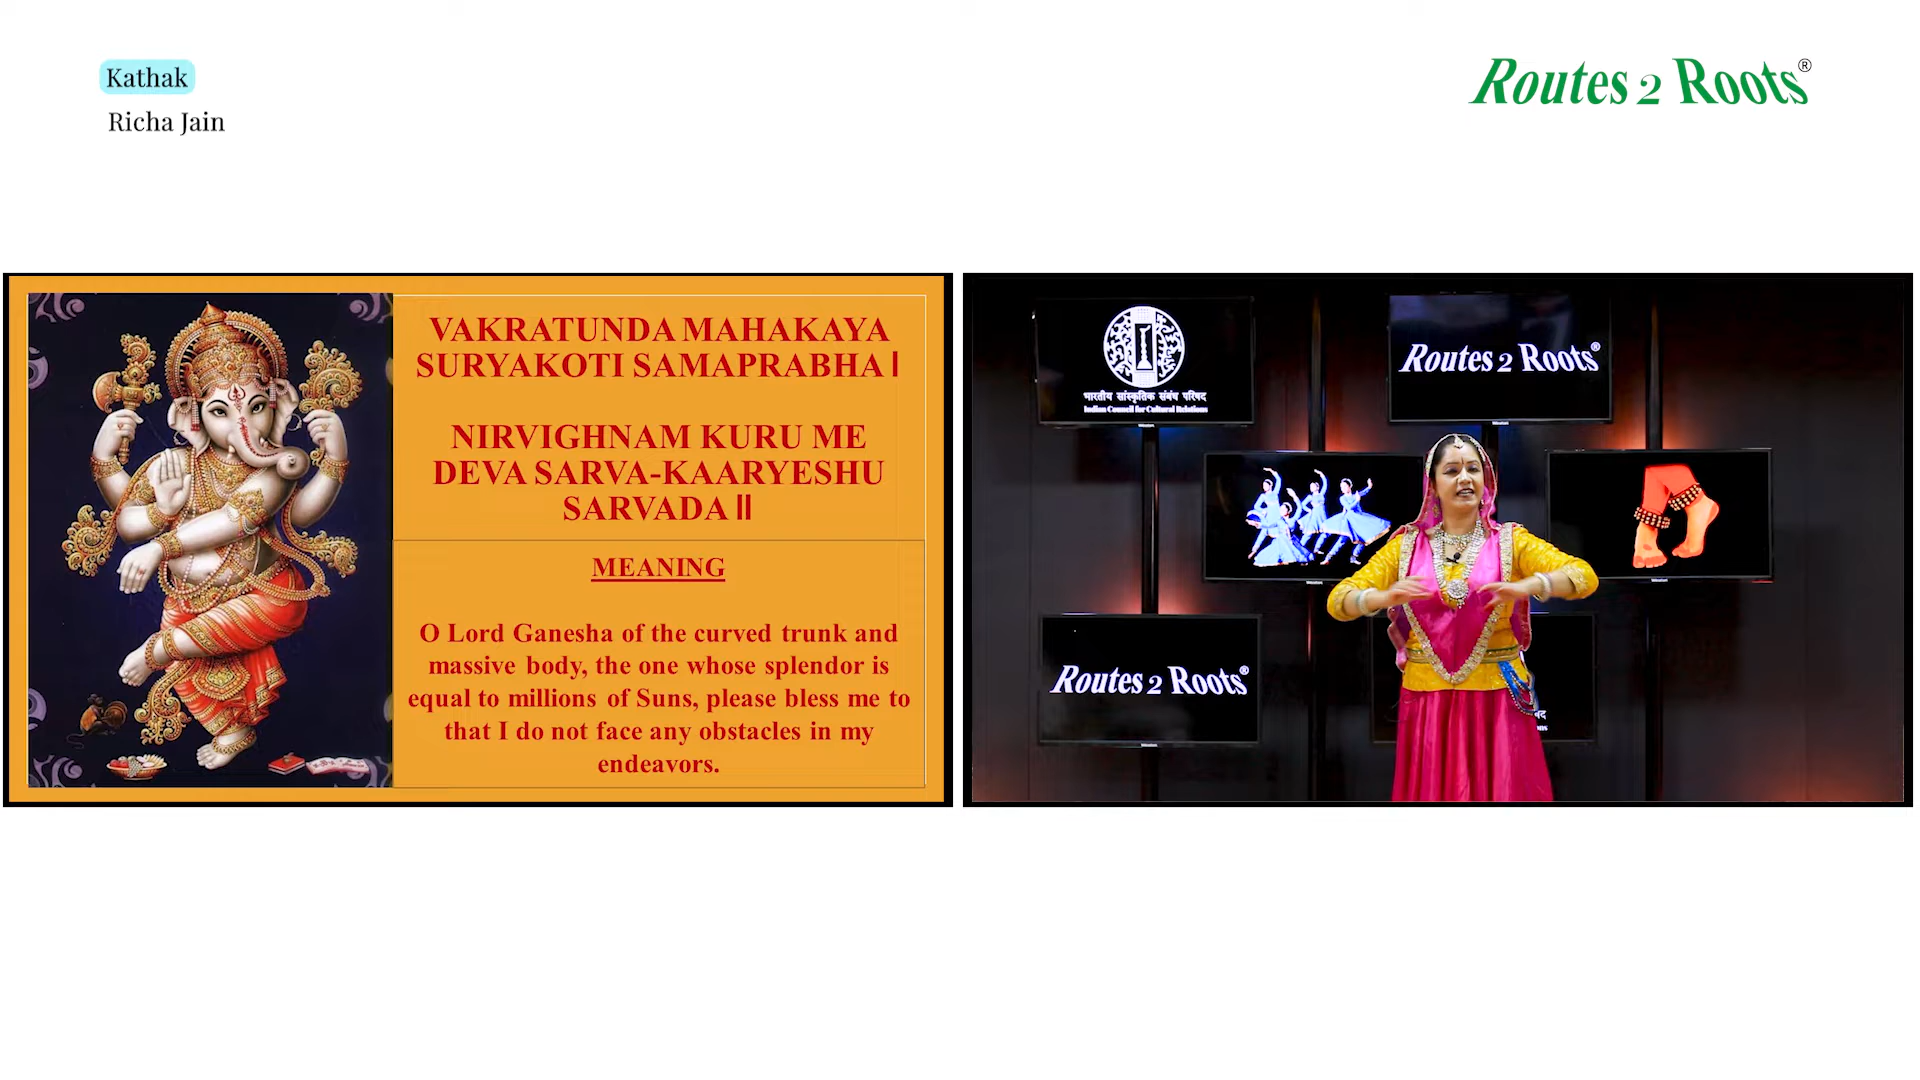 Kathak
Richa Jain
Routes 2 Roots®
VAKRATUNDA MAHAKAYA
SURYAKOTI SAMAPRABHA।
NIRVIGHNAM KURU ME
DEVA SARVA-KAARYESHU
SARVADA॥
MEANING
O Lord Ganesha of the curved trunk and
massive body, the one whose splendor is
equal to millions of Suns, please bless me to
that I do not face any obstacles in my
endeavors.
भारतीय सांस्कृतिक संबंध परिषद
Indian Council for Cultural Relations
Routes 2 Roots®
Routes 2 Roots®